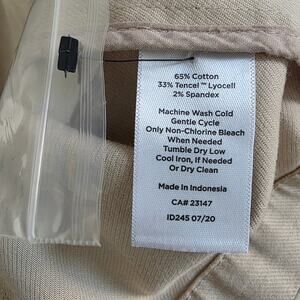 65% Cotton
33% Tencel™ Lyocell
2% Spandex
Machine Wash Cold
Gentle Cycle
Only Non-Chlorine Bleach
When Needed
Tumble Dry Low
Cool Iron, If Needed
Or Dry Clean
Made In Indonesia
CA# 23147
ID245 07/20